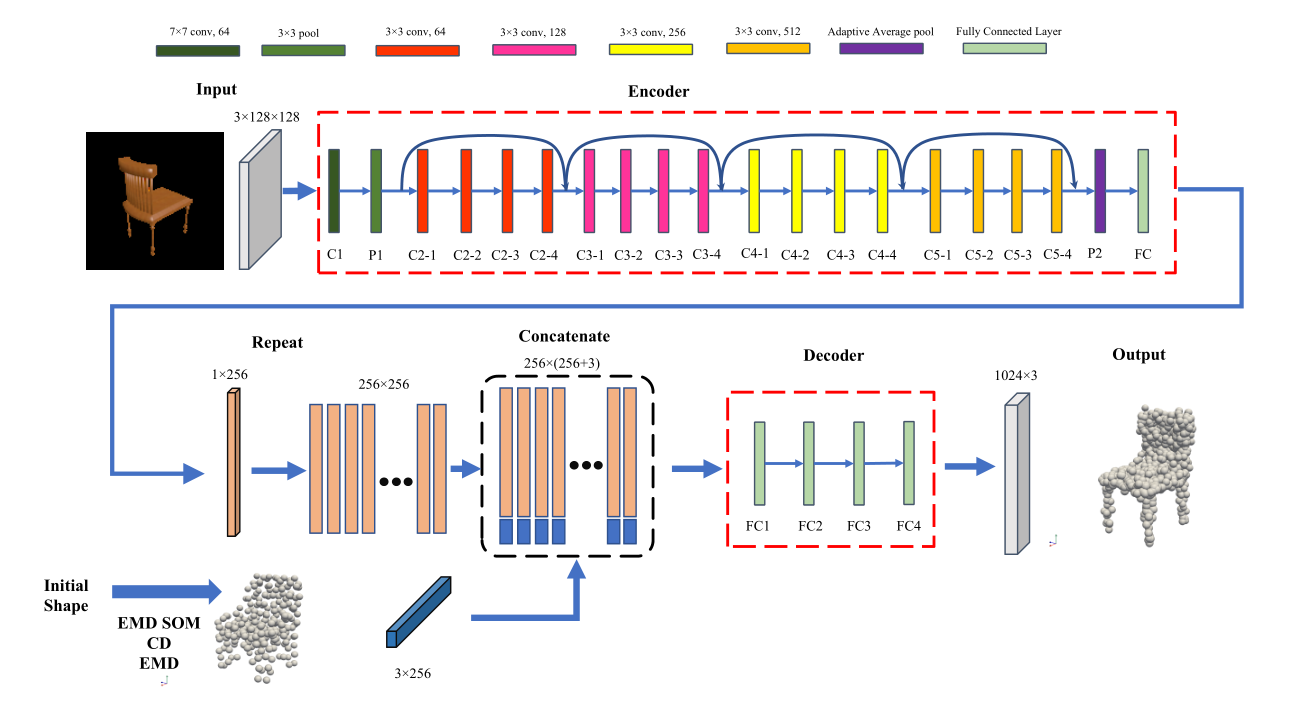 7×7 conv, 64
3×3 pool
3×3 conv, 64
3×3 conv, 128
3×3 conv, 256
3×3 conv, 512
Adaptive Average pool
Fully Connected Layer
Input
Encoder
3×128×128
C1
P1
C2-1
C2-2
C2-3
C2-4
C3-1
C3-2
C3-3
C3-4
C4-1
C4-2
C4-3
C4-4
C5-1
C5-2
C5-3
C5-4
P2
FC
Repeat
Concatenate
Decoder
Output
1×256
256×256
256×(256+3)
1024×3
FC1
FC2
FC3
FC4
Initial
Shape
EMD SOM
CD
EMD
3×256